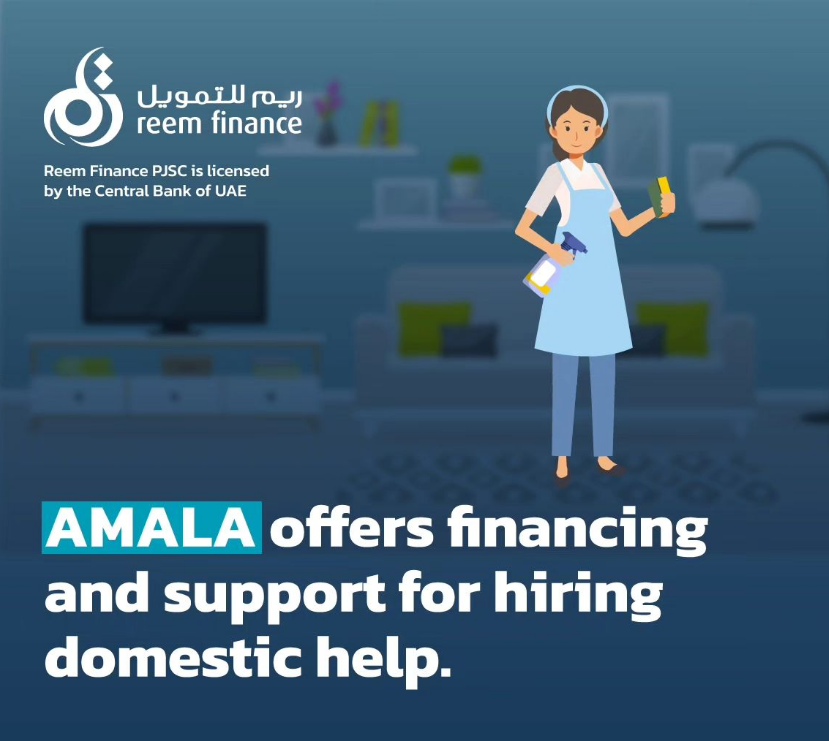 ريم للتمويل
reem finance
Reem Finance PJSC is licensed
by the Central Bank of UAE
AMALA offers financing
and support for hiring
domestic help.